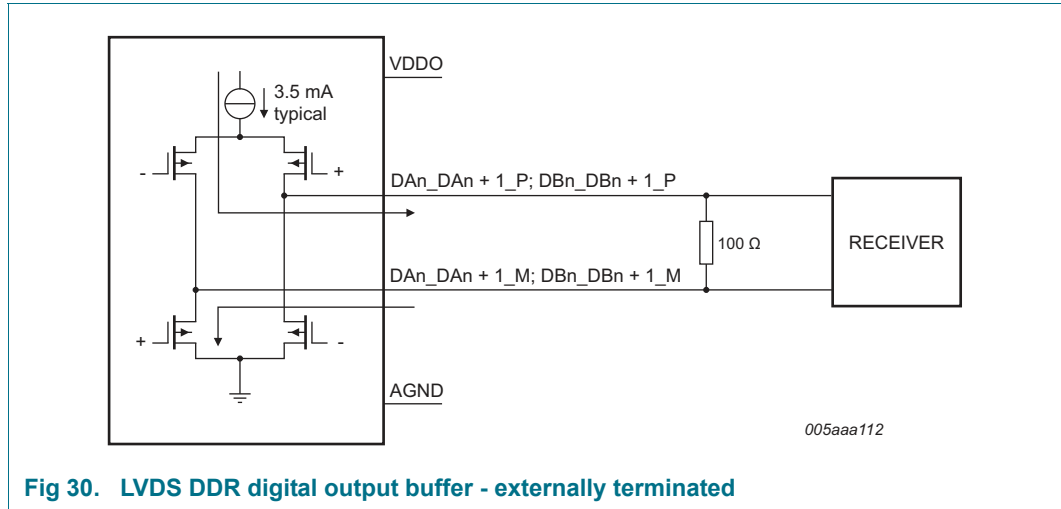 VDDO
3.5 mA
typical
-
+
DAn_DAn + 1_P; DBn_DBn + 1_P
100 Ω
RECEIVER
DAn_DAn + 1_M; DBn_DBn + 1_M
+
-
AGND
005aaa112
Fig 30. LVDS DDR digital output buffer - externally terminated